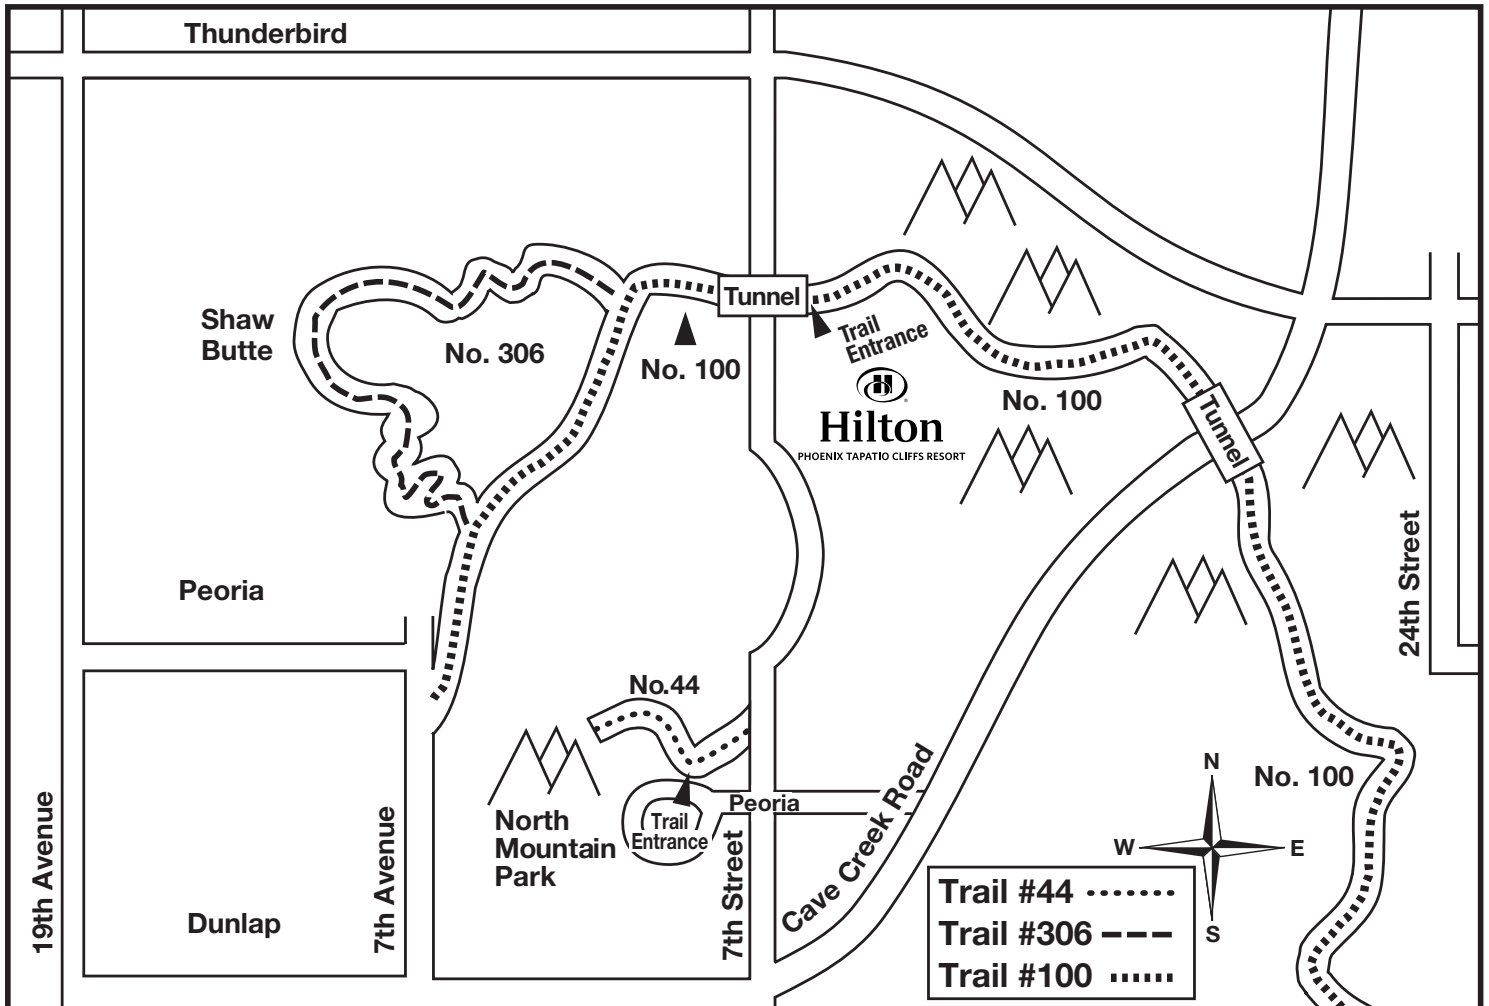 Thunderbird
Shaw
Butte
No. 306
Tunnel
No. 100
Trail
Entrance
No. 100
Hilton
PHOENIX TAPATIO CLIFFS RESORT
Tunnel
24th Street
Peoria
No.44
Peoria
Trail
Entrance
North
Mountain
Park
Cave Creek Road
No. 100
N
W
E
S
19th Avenue
Dunlap
7th Avenue
7th Street
Trail #44
Trail #306
Trail #100